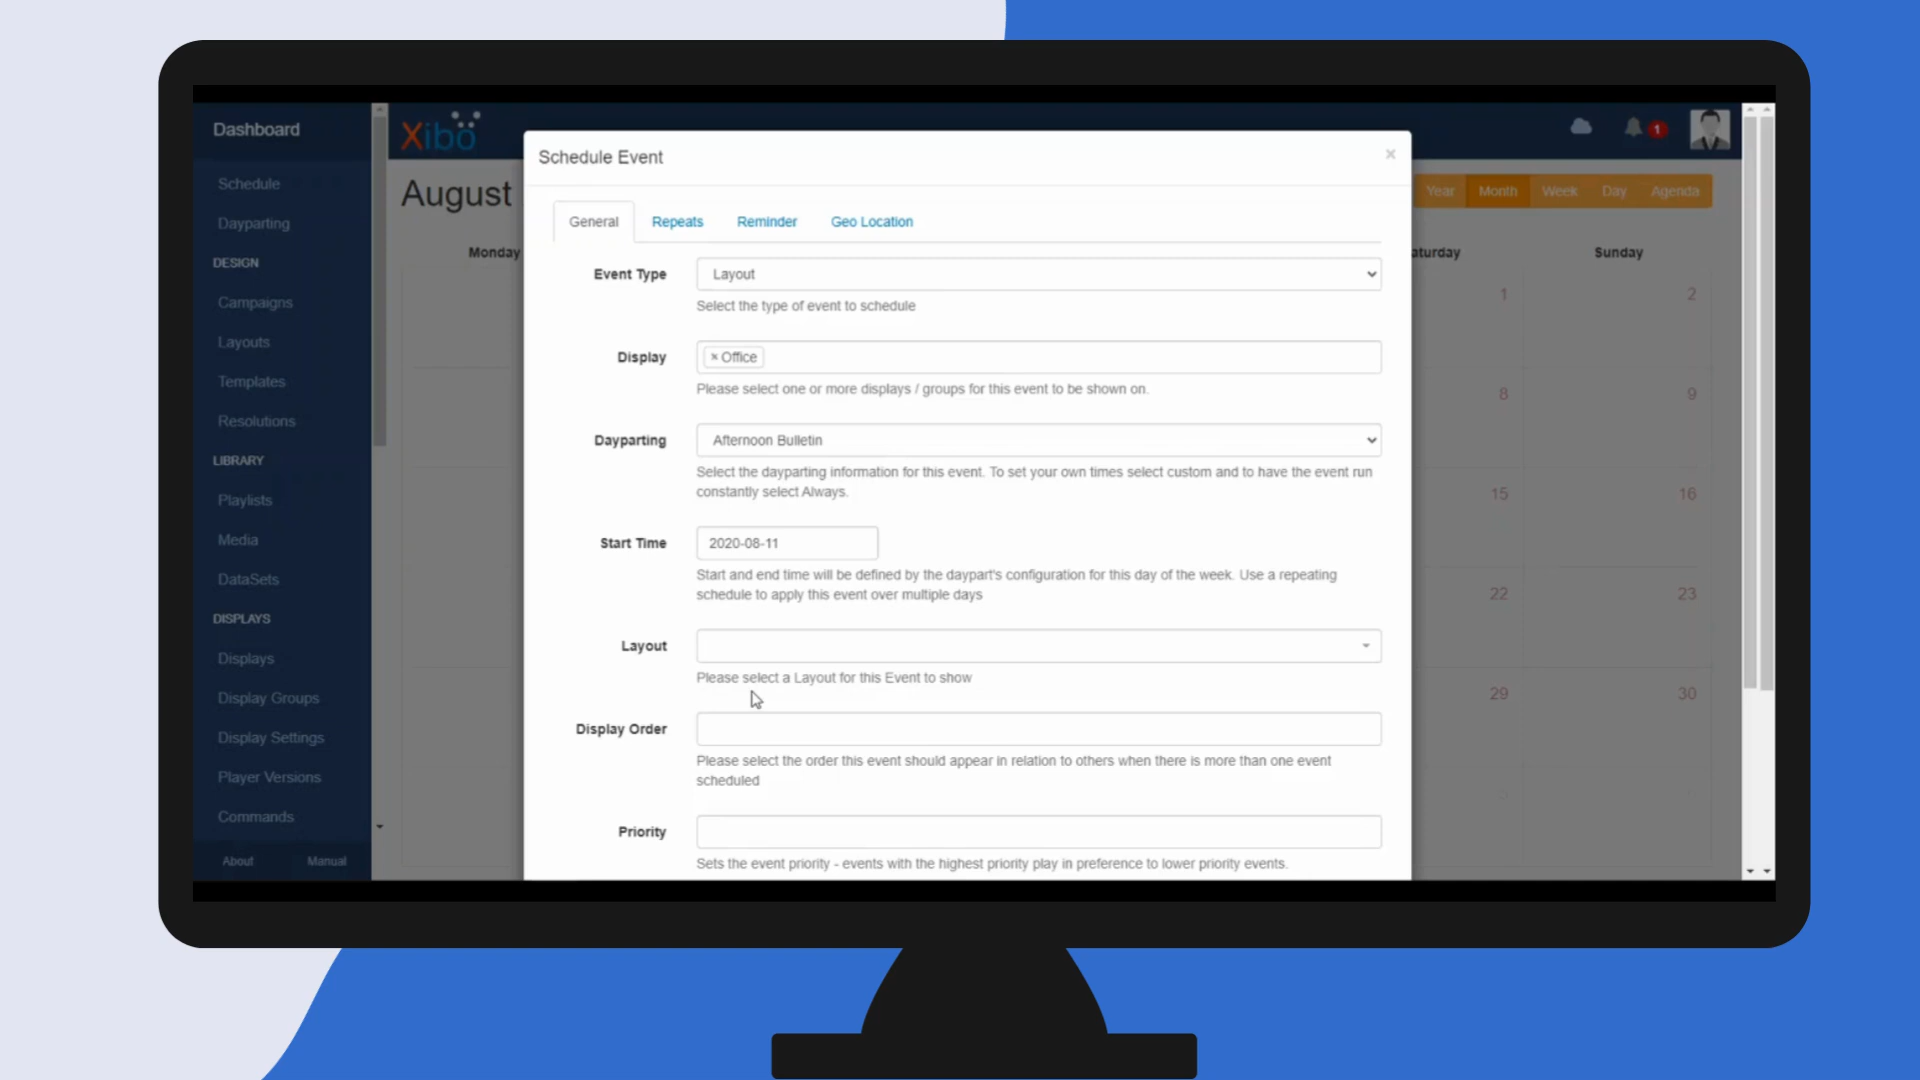 Dashboard
Schedule
Dayparting
DESIGN
Campaigns
Layouts
Templates
Resolutions
LIBRARY
Playlists
Media
DataSets
DISPLAYS
Displays
Display Groups
Display Settings
Player Versions
Commands
About Manual
Xibo
1
August
Year Month Week Day Agenda
Monday
aturday Sunday
1 2
8 9
15 16
22 23
29 30
Schedule Event ×
General Repeats Reminder Geo Location
Event Type Layout
Select the type of event to schedule
Display × Office
Please select one or more displays / groups for this event to be shown on.
Dayparting Afternoon Bulletin
Select the dayparting information for this event. To set your own times select custom and to have the event run
constantly select Always.
Start Time 2020-08-11
Start and end time will be defined by the daypart's configuration for this day of the week. Use a repeating
schedule to apply this event over multiple days
Layout
Please select a Layout for this Event to show
Display Order
Please select the order this event should appear in relation to others when there is more than one event
scheduled
Priority
Sets the event priority - events with the highest priority play in preference to lower priority events.